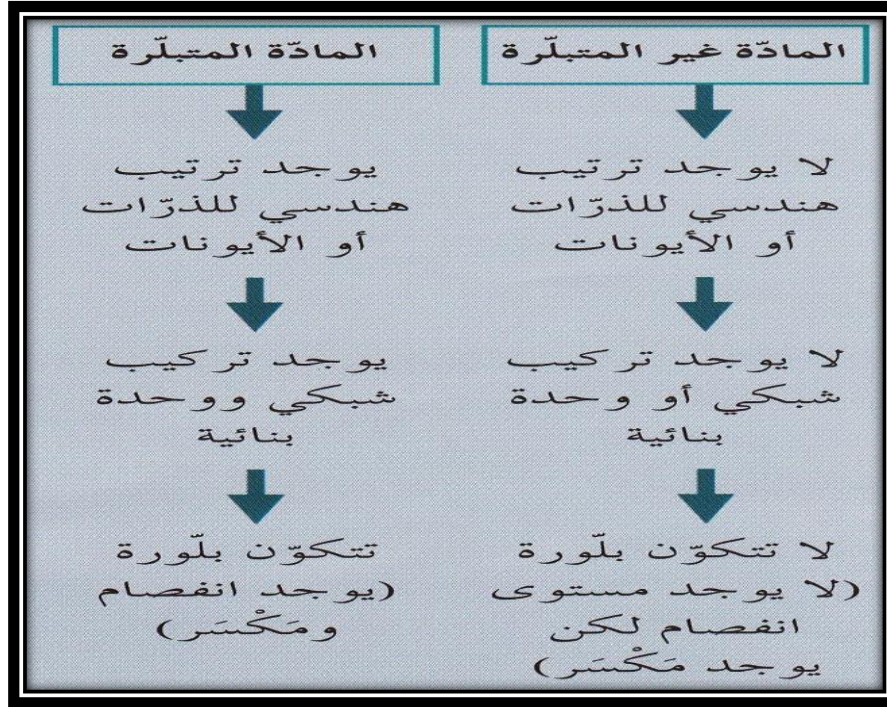 المادّة غير المتبلّرة
لا يوجد ترتيب
هندسي للذرّات
أو الأيونات
لا يوجد تركيب
شبكي أو وحدة
بنائية
لا تتكوّن بلّورة
(لا يوجد مستوى
انفصام لكن
يوجد مَكْسَر)
المادّة المتبلّرة
يوجد ترتيب
هندسي للذرّات
أو الأيونات
يوجد تركيب
شبكي ووحدة
بنائية
تتكوّن بلّورة
(يوجد انفصام
ومَكْسَر)